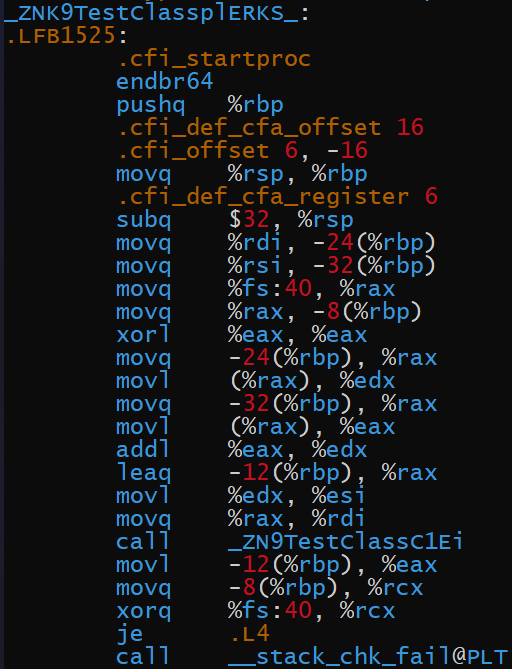 _ZNK9TestClassplERKS_:
.LFB1525:
.cfi_startproc
endbr64
pushq %rbp
.cfi_def_cfa_offset 16
.cfi_offset 6, -16
movq %rsp, %rbp
.cfi_def_cfa_register 6
subq $32, %rsp
movq %rdi, -24(%rbp)
movq %rsi, -32(%rbp)
movq %fs:40, %rax
movq %rax, -8(%rbp)
xorl %eax, %eax
movq -24(%rbp), %rax
movl (%rax), %edx
movq -32(%rbp), %rax
movl (%rax), %eax
addl %eax, %edx
leaq -12(%rbp), %rax
movl %edx, %esi
movq %rax, %rdi
call _ZN9TestClassC1Ei
movl -12(%rbp), %eax
movq -8(%rbp), %rcx
xorq %fs:40, %rcx
je .L4
call __stack_chk_fail@PLT